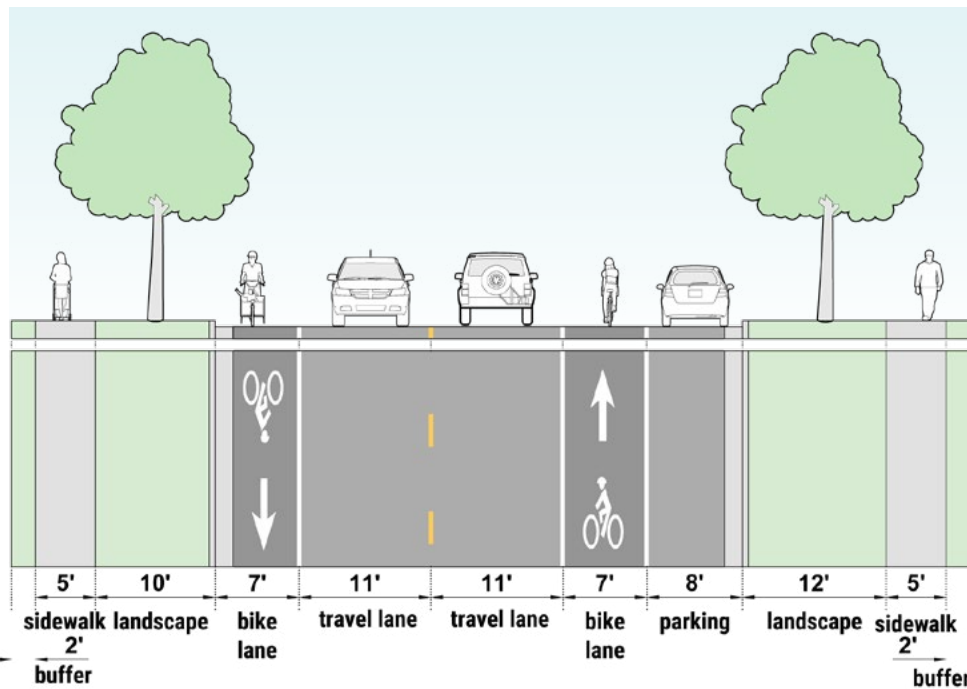 5' 10' 7' 11' 11' 7' 8' 12' 5'
sidewalk landscape bike lane travel lane travel lane bike lane parking landscape sidewalk
2' 2'
buffer buffer